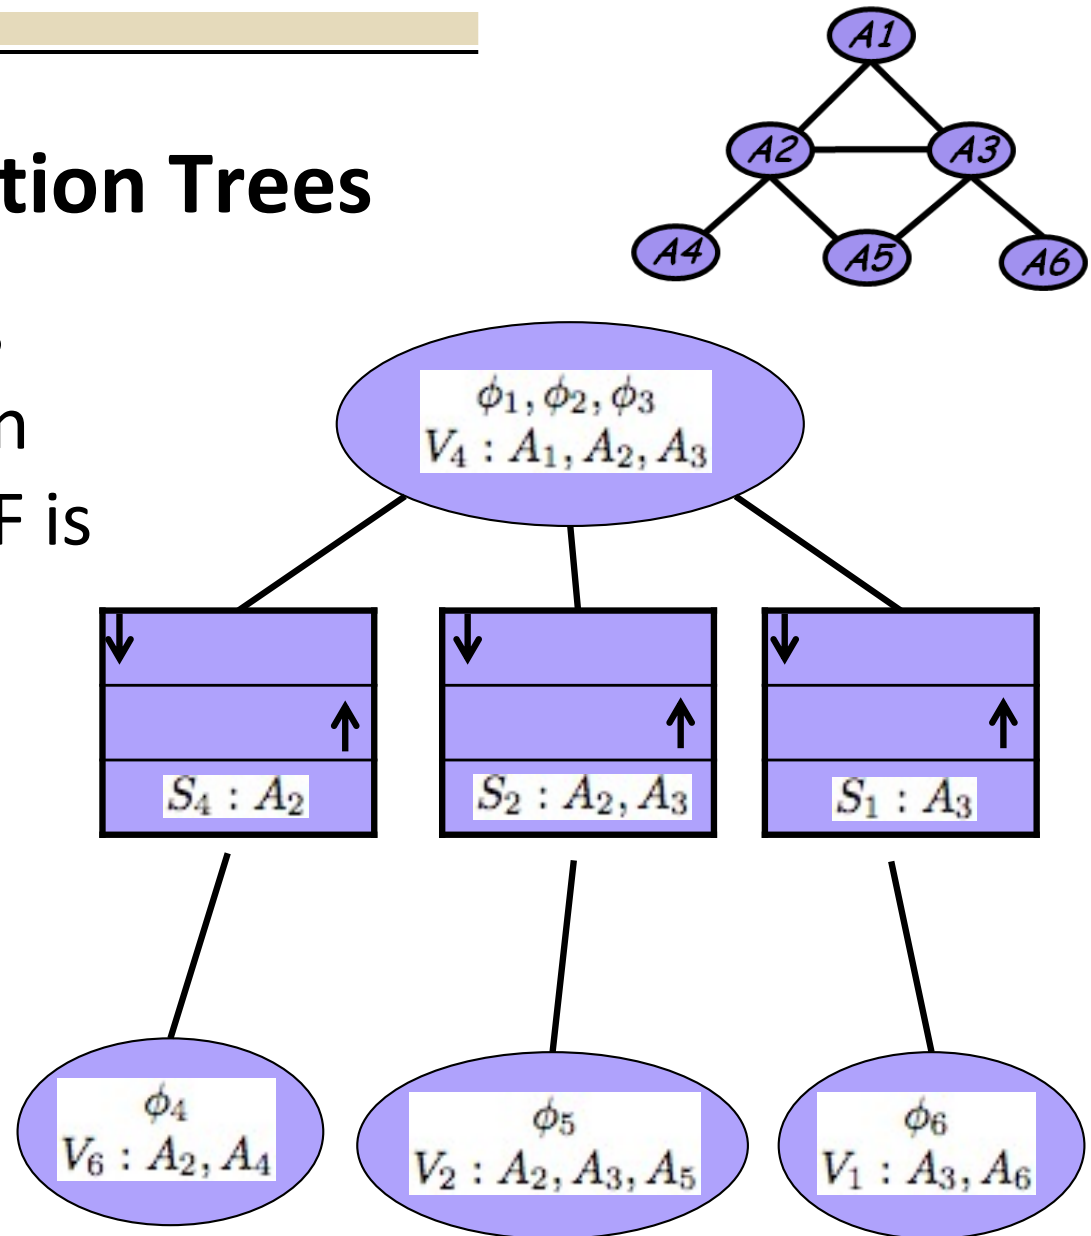 A1
tion Trees
A2 A3
A4 A5 A6
F is
ϕ₁, ϕ₂, ϕ₃
V₄ : A₁, A₂, A₃
S₄ : A₂
S₂ : A₂, A₃
S₁ : A₃
ϕ₄
V₆ : A₂, A₄
ϕ₅
V₂ : A₂, A₃, A₅
ϕ₆
V₁ : A₃, A₆